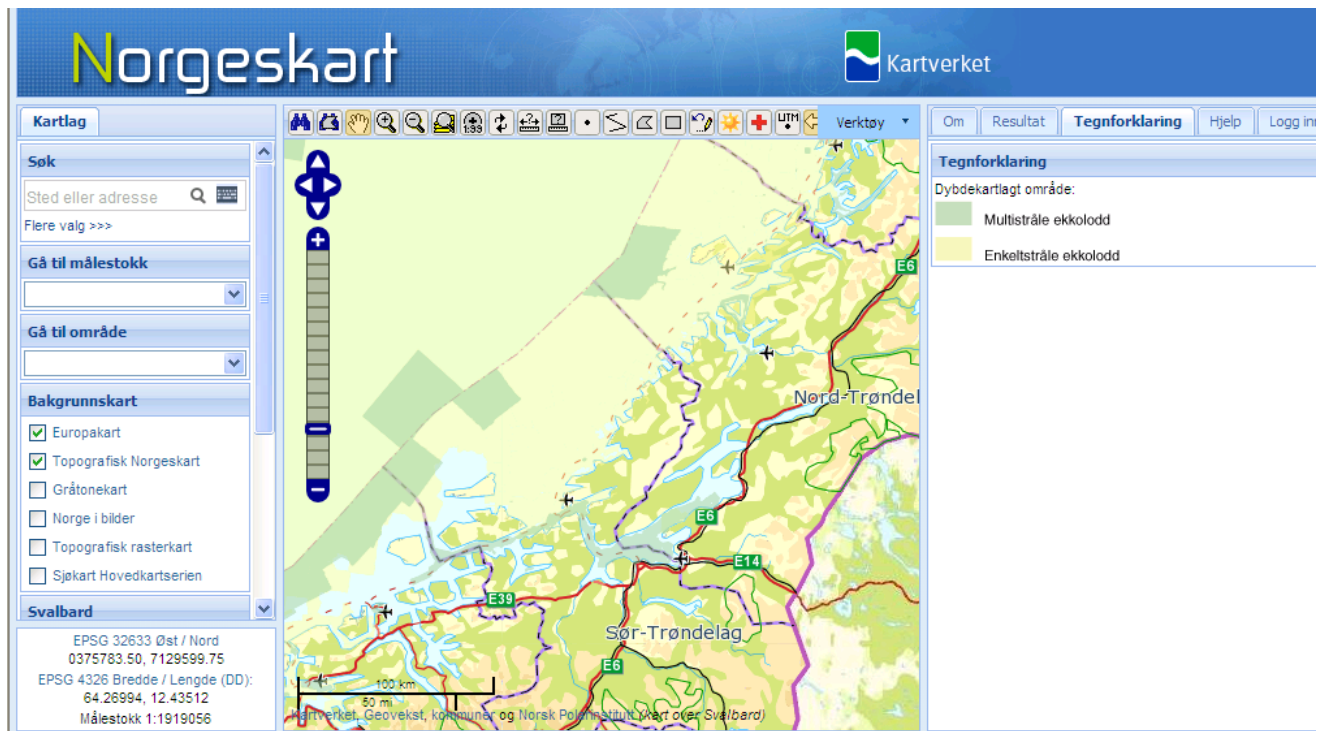 Norgeskart
Kartverket
Kartlag
Søk
Sted eller adresse
Flere valg >>>
Gå til målestokk
Gå til område
Bakgrunnskart
Europakart
Topografisk Norgeskart
Gråtonekart
Norge i bilder
Topografisk rasterkart
Sjøkart Hovedkartserien
Svalbard
EPSG 32633 Øst / Nord
0375783.50, 7129599.75
EPSG 4326 Bredde / Lengde (DD):
64.26994, 12.43512
Målestokk 1:1919056
1:99
UTM
Verktøy
E6
Nord-Trøndel
E6
E14
E39
Sør-Trøndelag
E6
100 km
50 mi
Kartverket, Geovekst, kommuner og Norsk Polarinstitutt (kart over Svalbard)
Om
Resultat
Tegnforklaring
Hjelp
Logg inn
Tegnforklaring
Dybdekartlagt område:
Multistråle ekkolodd
Enkeltstråle ekkolodd